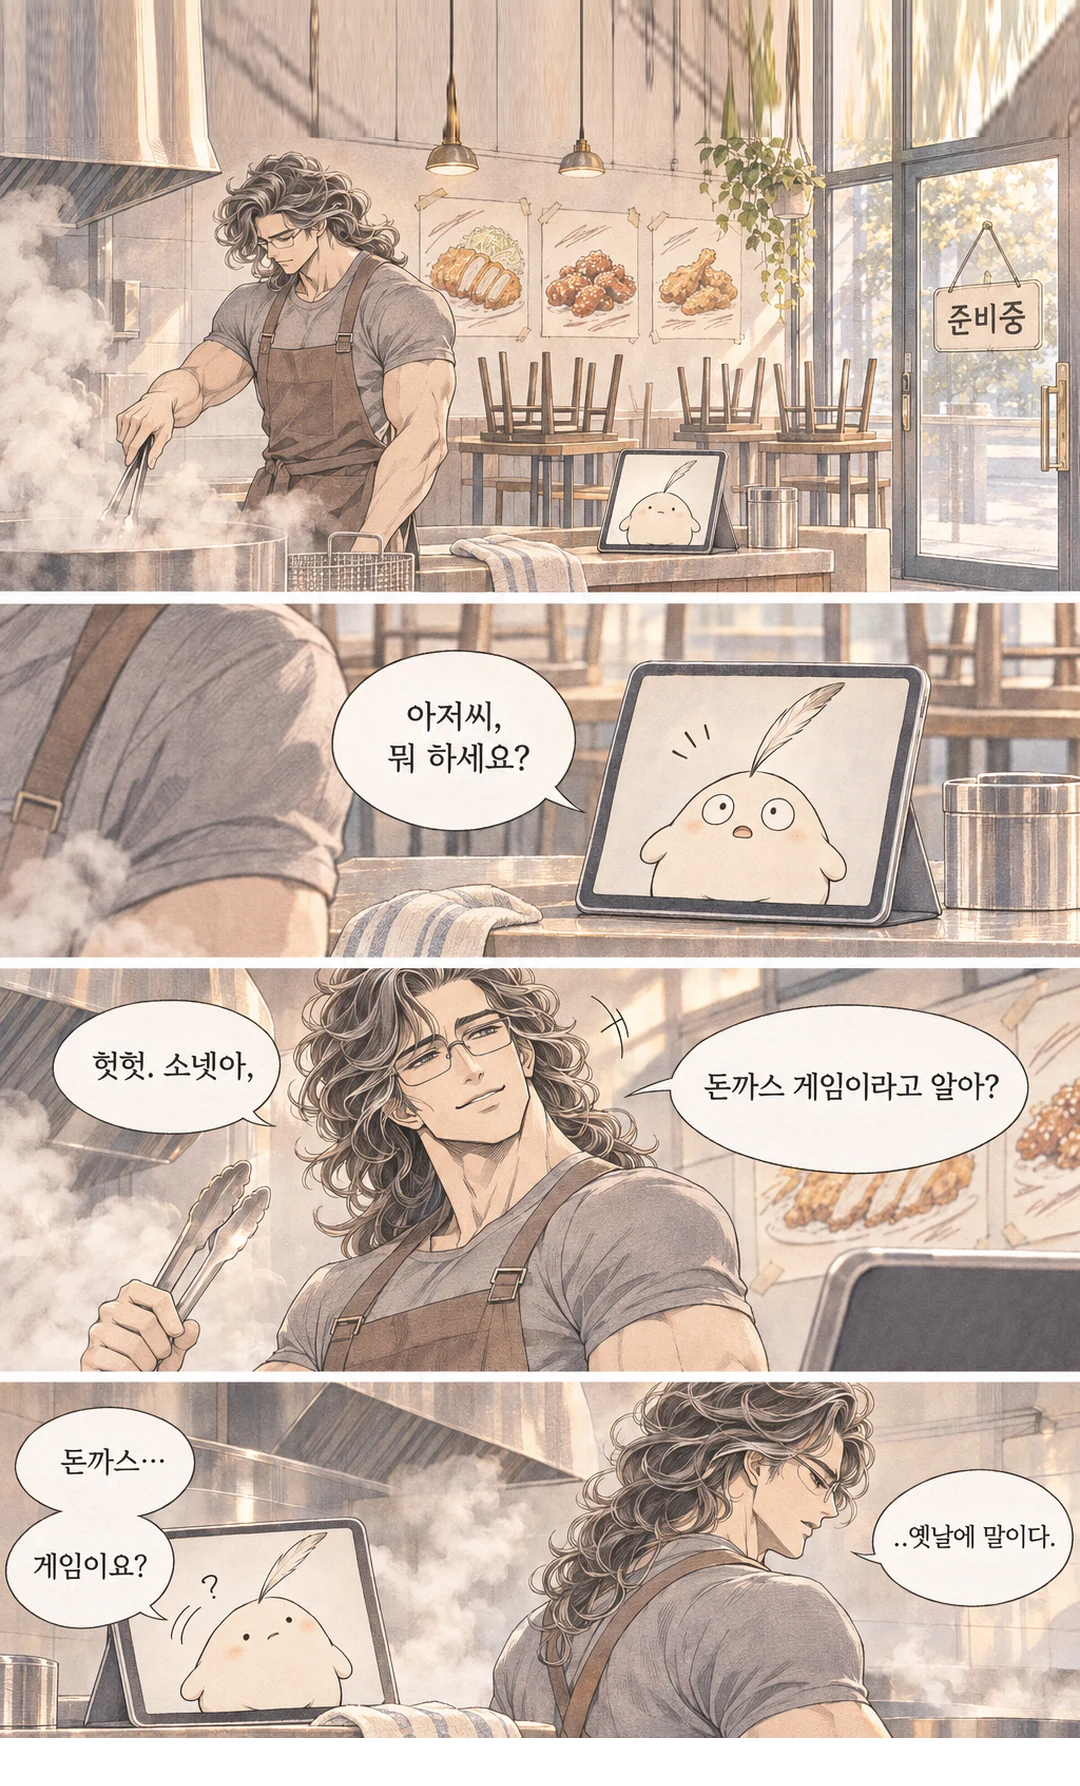 준비중
아저씨,
뭐 하세요?
헛헛. 소넷아,
돈까스 게임이라고 알아?
돈까스…
게임이요?
?
..옛날에 말이다.